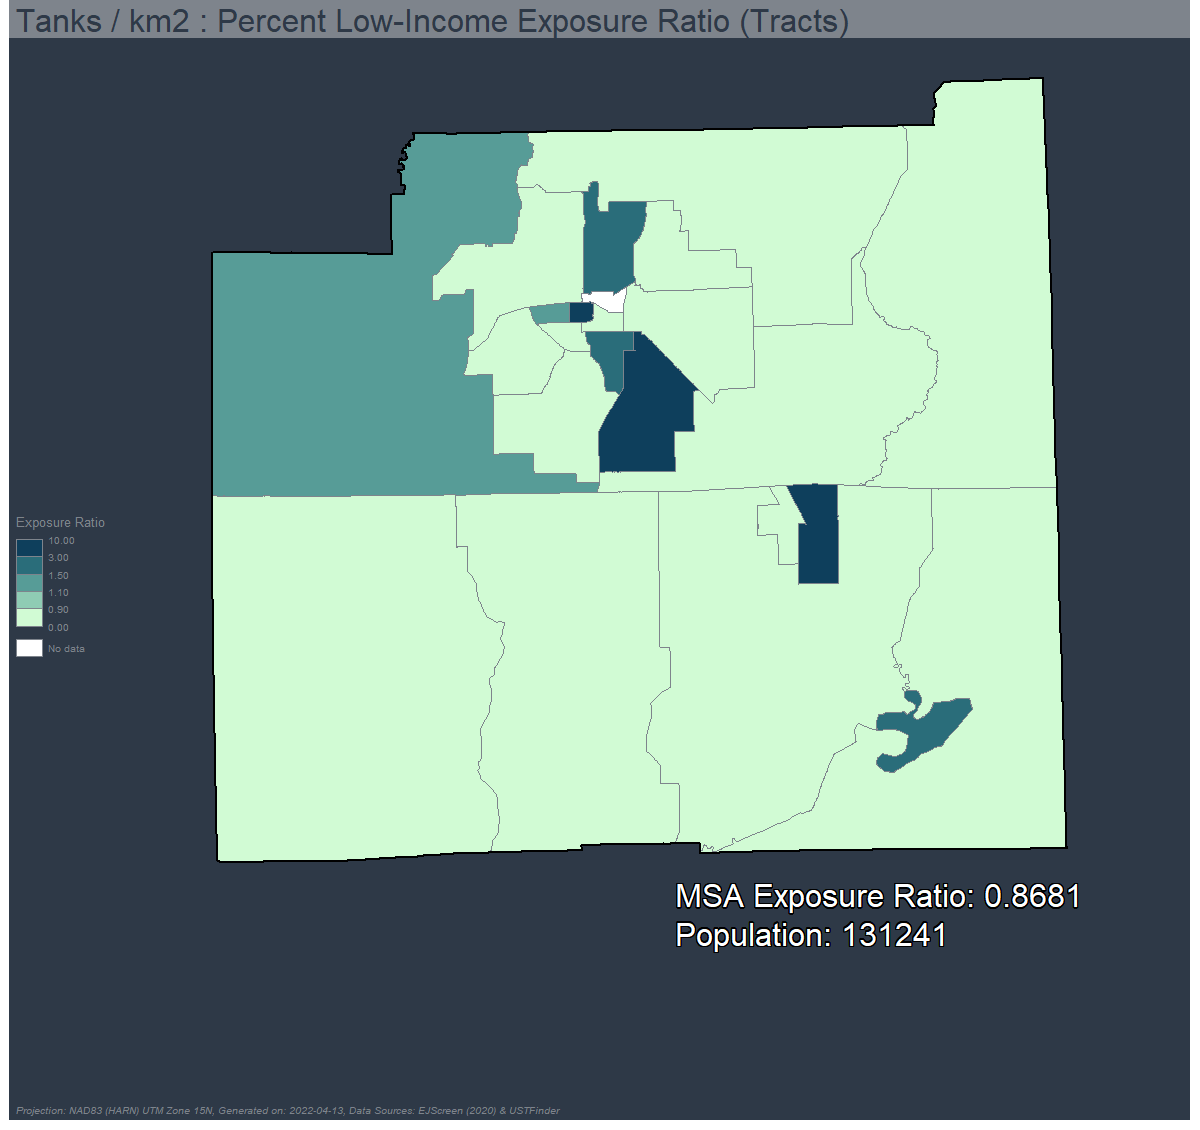 Tanks / km2 : Percent Low-Income Exposure Ratio (Tracts)
Exposure Ratio
10.00
3.00
1.50
1.10
0.90
0.00
No data
MSA Exposure Ratio: 0.8681
Population: 131241
Projection: NAD83 (HARN) UTM Zone 15N, Generated on: 2022-04-13, Data Sources: EJScreen (2020) & USTFinder